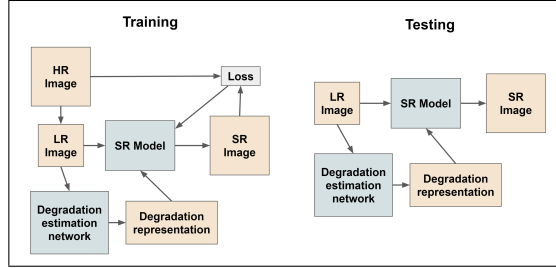 Training
HR
Image
Loss
LR
Image
SR Model
SR
Image
Degradation
estimation
network
Degradation
representation
Testing
LR
Image
SR Model
SR
Image
Degradation
estimation
network
Degradation
representation